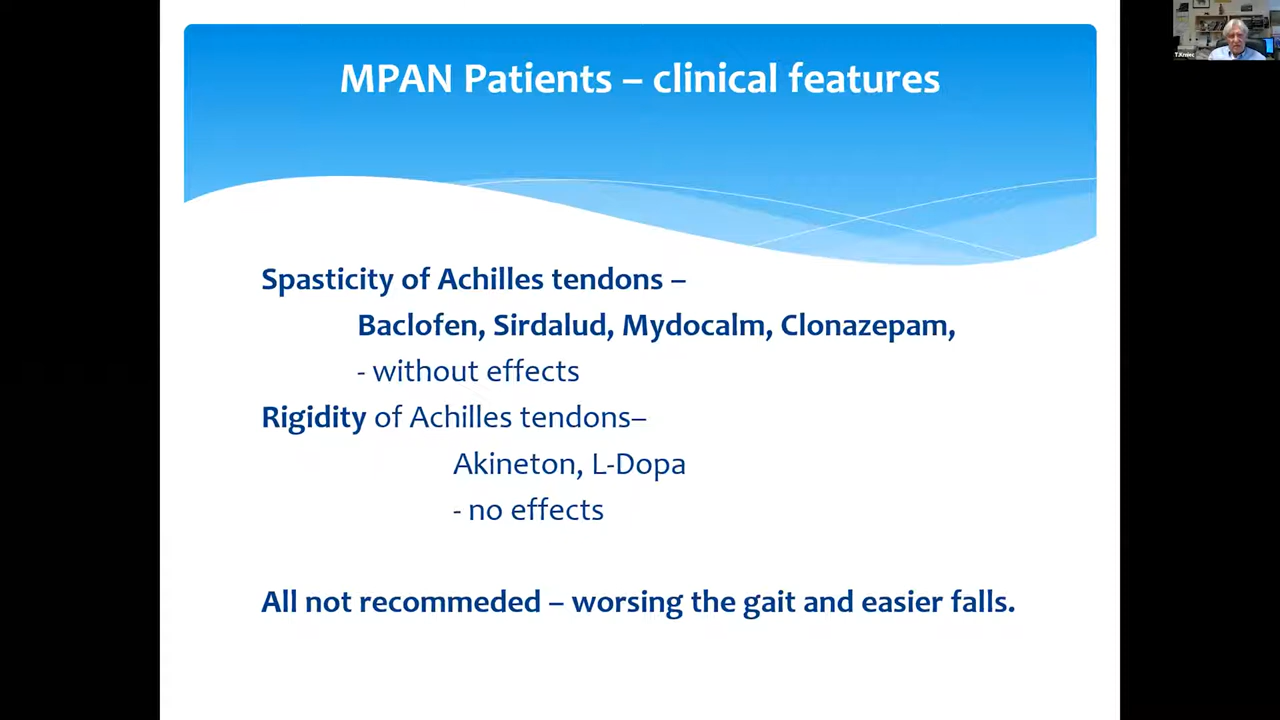 MPAN Patients – clinical features
Spasticity of Achilles tendons –
Baclofen, Sirdalud, Mydocalm, Clonazepam,
- without effects
Rigidity of Achilles tendons–
Akineton, L-Dopa
- no effects
All not recommeded – worsing the gait and easier falls.